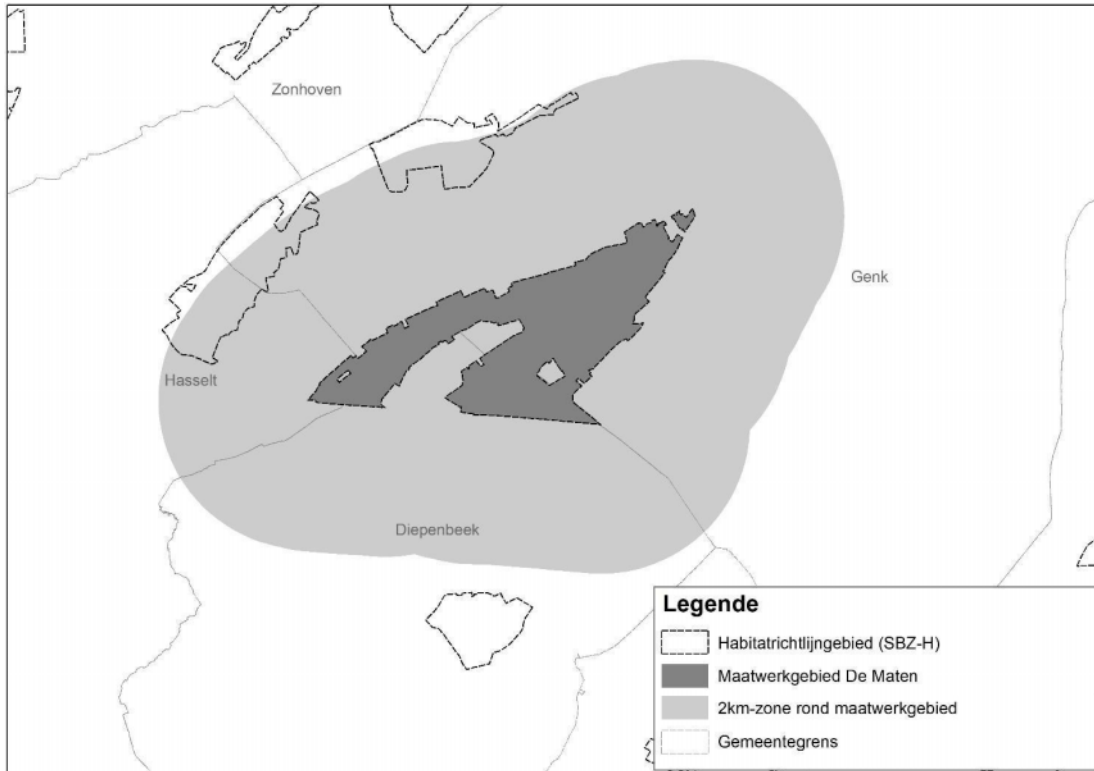 Zonhoven
Genk
Hasselt
Diepenbeek
Legende
Habitatrichtlijngebied (SBZ-H)
Maatwerkgebied De Maten
2km-zone rond maatwerkgebied
Gemeentegrens